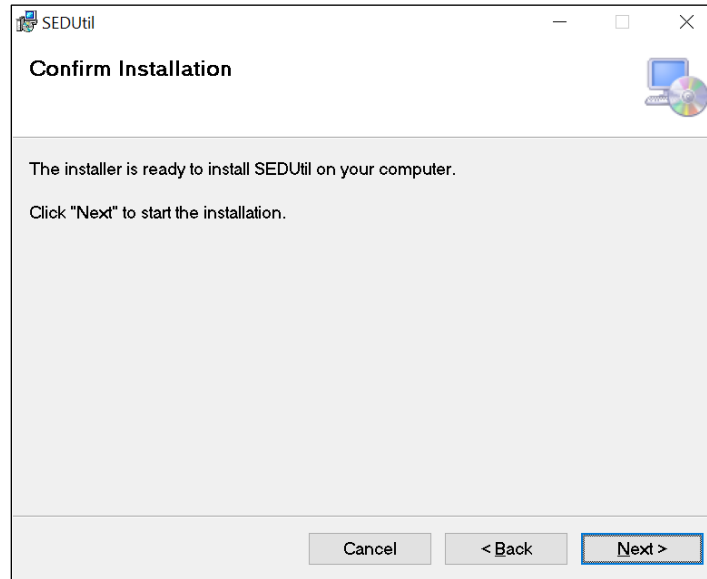 SEDUtil
Confirm Installation
The installer is ready to install SEDUtil on your computer.
Click "Next" to start the installation.
Cancel
< Back
Next >